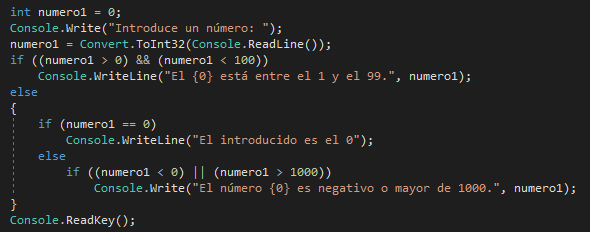 int numero1 = 0;
Console.Write("Introduce un número: ");
numero1 = Convert.ToInt32(Console.ReadLine());
if ((numero1 > 0) && (numero1 < 100))
    Console.WriteLine("El {0} está entre el 1 y el 99.", numero1);
else
{
    if (numero1 == 0)
        Console.WriteLine("El introducido es el 0");
    else
        if ((numero1 < 0) || (numero1 > 1000))
            Console.Write("El número {0} es negativo o mayor de 1000.", numero1);
}
Console.ReadKey();